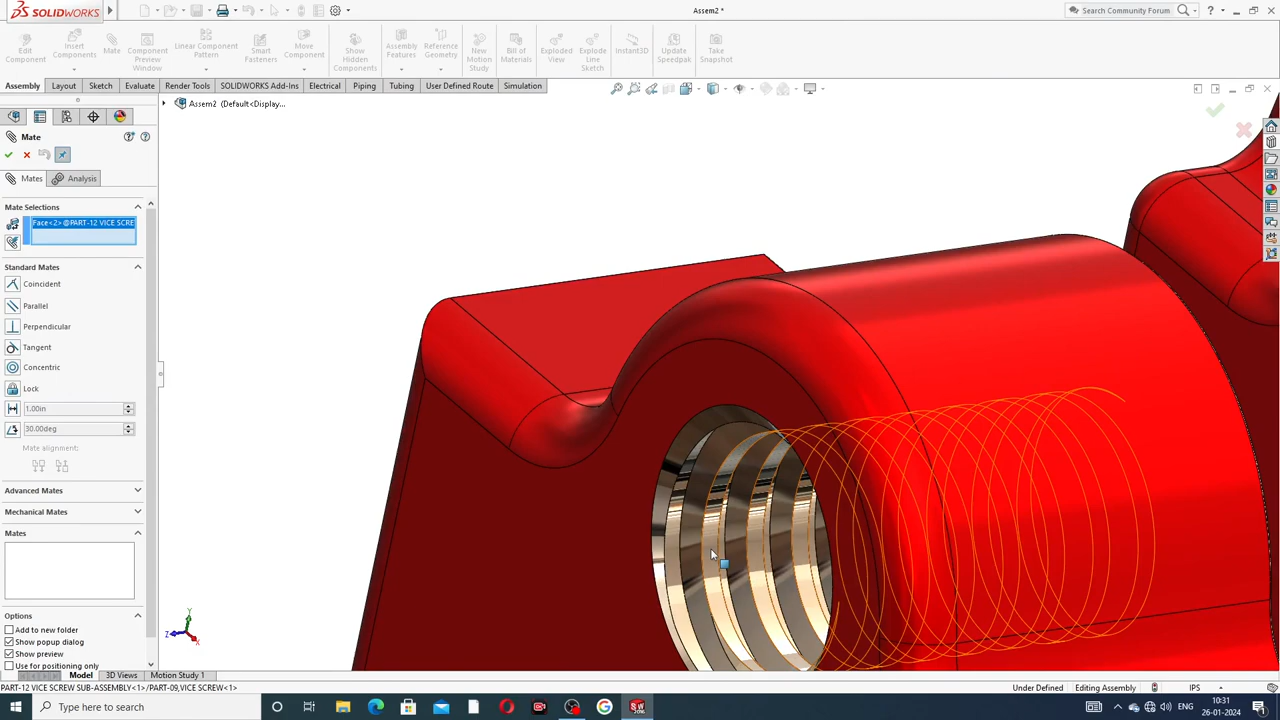 SOLIDWORKS
Assem2 *
Search Community Forum
Edit Component
Insert Components
Mate
Component Preview Window
Linear Component Pattern
Smart Fasteners
Move Component
Show Hidden Components
Assembly Features
Reference Geometry
New Motion Study
Bill of Materials
Exploded View
Explode Line Sketch
Instant3D
Update Speedpak
Take Snapshot
Assembly Layout Sketch Evaluate Render Tools SOLIDWORKS Add-Ins Electrical Piping Tubing User Defined Route Simulation
Assem2 (Default<Display...
Mate
Mates Analysis
Mate Selections
Face<2>@PART-12 VICE SCRE
Standard Mates
Coincident
Parallel
Perpendicular
Tangent
Concentric
Lock
1.00in
30.00deg
Mate alignment:
Advanced Mates
Mechanical Mates
Mates
Options
Add to new folder
Show popup dialog
Show preview
Use for positioning only
Y
Z
X
Model 3D Views Motion Study 1
PART-12 VICE SCREW SUB-ASSEMBLY<1>/PART-09,VICE SCREW<1>
Under Defined Editing Assembly IPS
Type here to search
ENG
10:31
26-01-2024